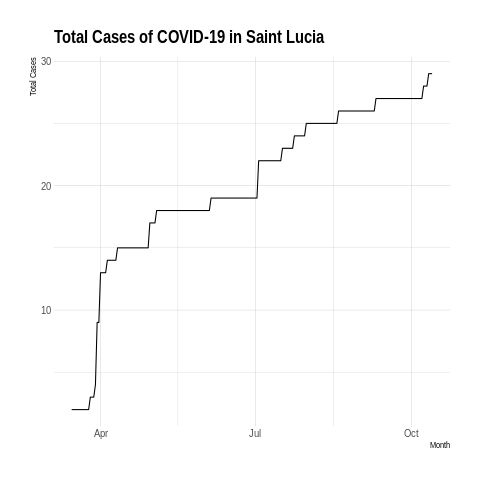 Total Cases of COVID-19 in Saint Lucia
Total Cases
30
20
10
Apr Jul Oct
Month